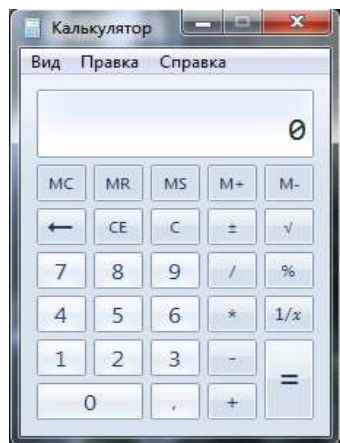 Калькулятор
Вид Правка Справка
0
MC MR MS M+ M-
← CE C ± √
7 8 9 / %
4 5 6 * 1/x
1 2 3 - =
0 , +